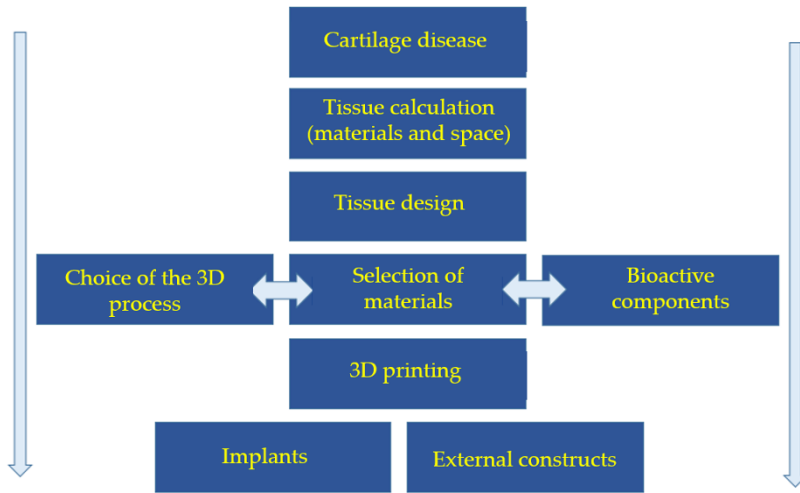 Cartilage disease
Tissue calculation
(materials and space)
Tissue design
Choice of the 3D
process
Selection of
materials
Bioactive
components
3D printing
Implants
External constructs